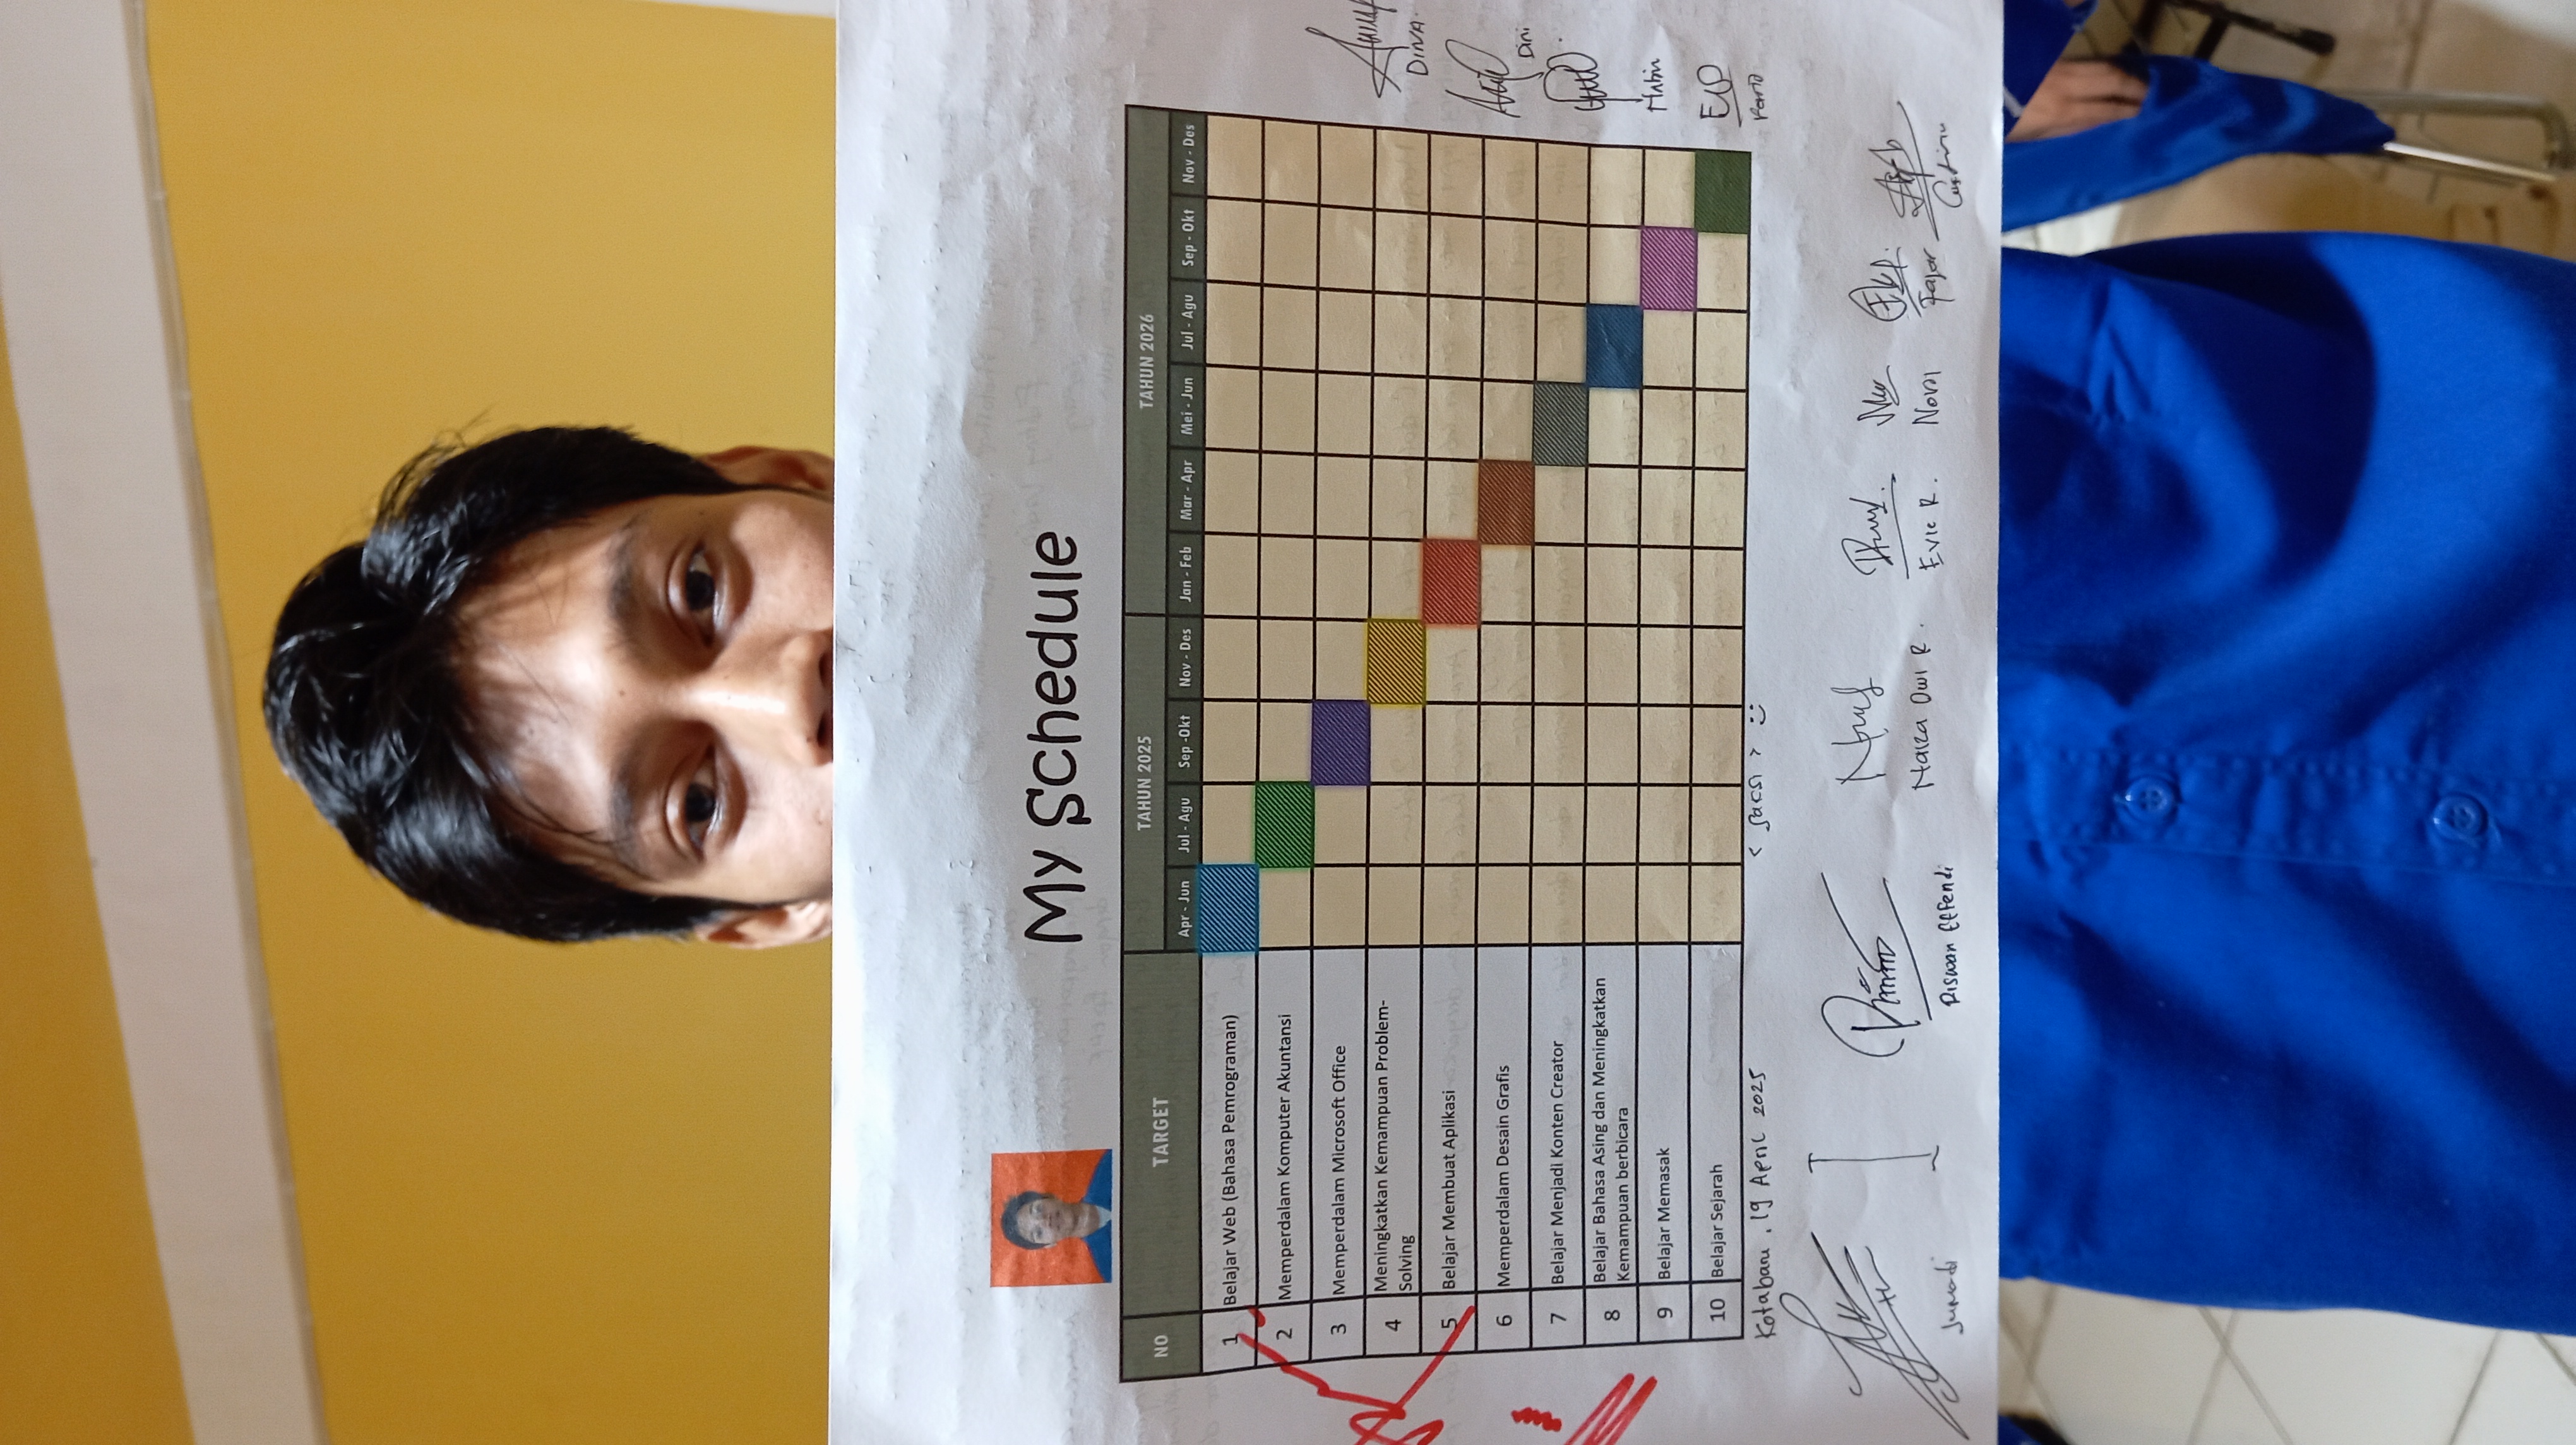 My Schedule
NO TARGET TAHUN 2025 TAHUN 2026
Apr - Jun Jul - Agu Sep -Okt Nov - Des Jan - Feb Mar - Apr Mei - Jun Jul - Agu Sep - Okt Nov - Des
1 Belajar Web (Bahasa Pemrograman)
2 Memperdalam Komputer Akuntansi
3 Memperdalam Microsoft Office
4 Meningkatkan Kemampuan Problem-
Solving
5 Belajar Membuat Aplikasi
6 Memperdalam Desain Grafis
7 Belajar Menjadi Konten Creator
8 Belajar Bahasa Asing dan Meningkatkan
Kemampuan berbicara
9 Belajar Memasak
10 Belajar Sejarah
DINA.
Dini
Kotabaru, 19 April 2025
< saksi > :)
Jumadi
Riswan Effendi
Naiza Dwi R.
Evie R.
Novi
Fajar